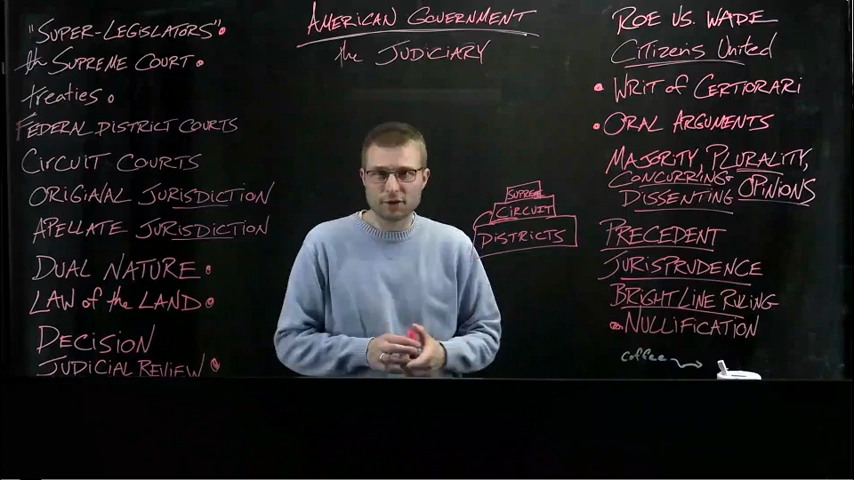 AMERICAN GOVERNMENT
the JUDICIARY
"SUPER-LEGISLATORS"
the SUPREME COURT
treaties
FEDERAL DISTRICT COURTS
CIRCUIT COURTS
ORIGINAL JURISDICTION
APELLATE JURISDICTION
DUAL NATURE
LAW of the LAND
DECISION
JUDICIAL REVIEW
SUPREME
CIRCUIT
DISTRICTS
ROE VS. WADE
Citizens United
WRIT of CERTIORARI
ORAL ARGUMENTS
MAJORITY, PLURALITY,
CONCURRING
DISSENTING OPINIONS
PRECEDENT
JURISPRUDENCE
BRIGHT LINE RULING
NULLIFICATION
coffee